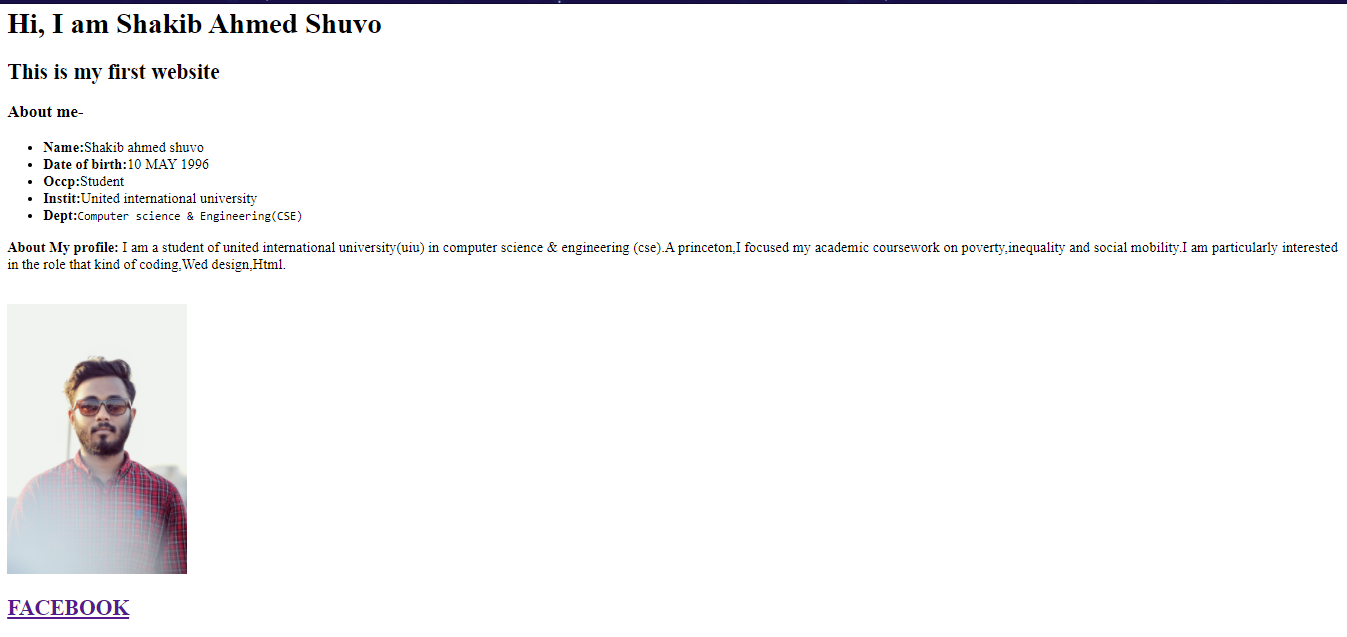 Hi, I am Shakib Ahmed Shuvo
This is my first website
About me-
Name:Shakib ahmed shuvo
Date of birth:10 MAY 1996
Occp:Student
Instit:United international university
Dept:Computer science & Engineering(CSE)
About My profile: I am a student of united international university(uiu) in computer science & engineering (cse).A princeton,I focused my academic coursework on poverty,inequality and social mobility.I am particularly interested
in the role that kind of coding,Wed design,Html.
FACEBOOK